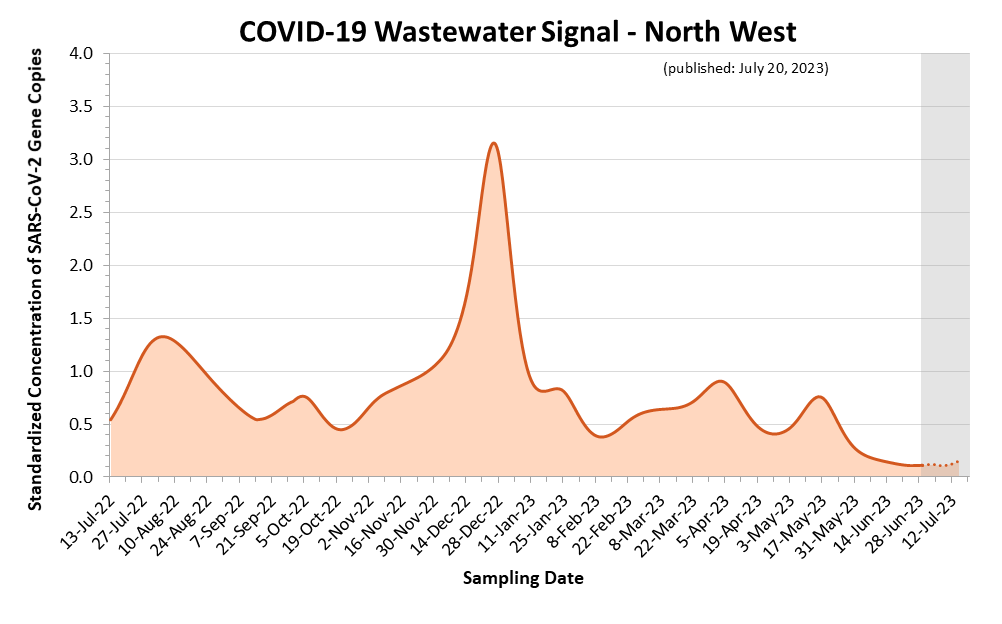 COVID-19 Wastewater Signal - North West
(published: July 20, 2023)
Standardized Concentration of SARS-CoV-2 Gene Copies
4.0
3.5
3.0
2.5
2.0
1.5
1.0
0.5
0.0
13-Jul-22
27-Jul-22
10-Aug-22
24-Aug-22
7-Sep-22
21-Sep-22
5-Oct-22
19-Oct-22
2-Nov-22
16-Nov-22
30-Nov-22
14-Dec-22
28-Dec-22
11-Jan-23
25-Jan-23
8-Feb-23
22-Feb-23
8-Mar-23
22-Mar-23
5-Apr-23
19-Apr-23
3-May-23
17-May-23
31-May-23
14-Jun-23
28-Jun-23
12-Jul-23
Sampling Date